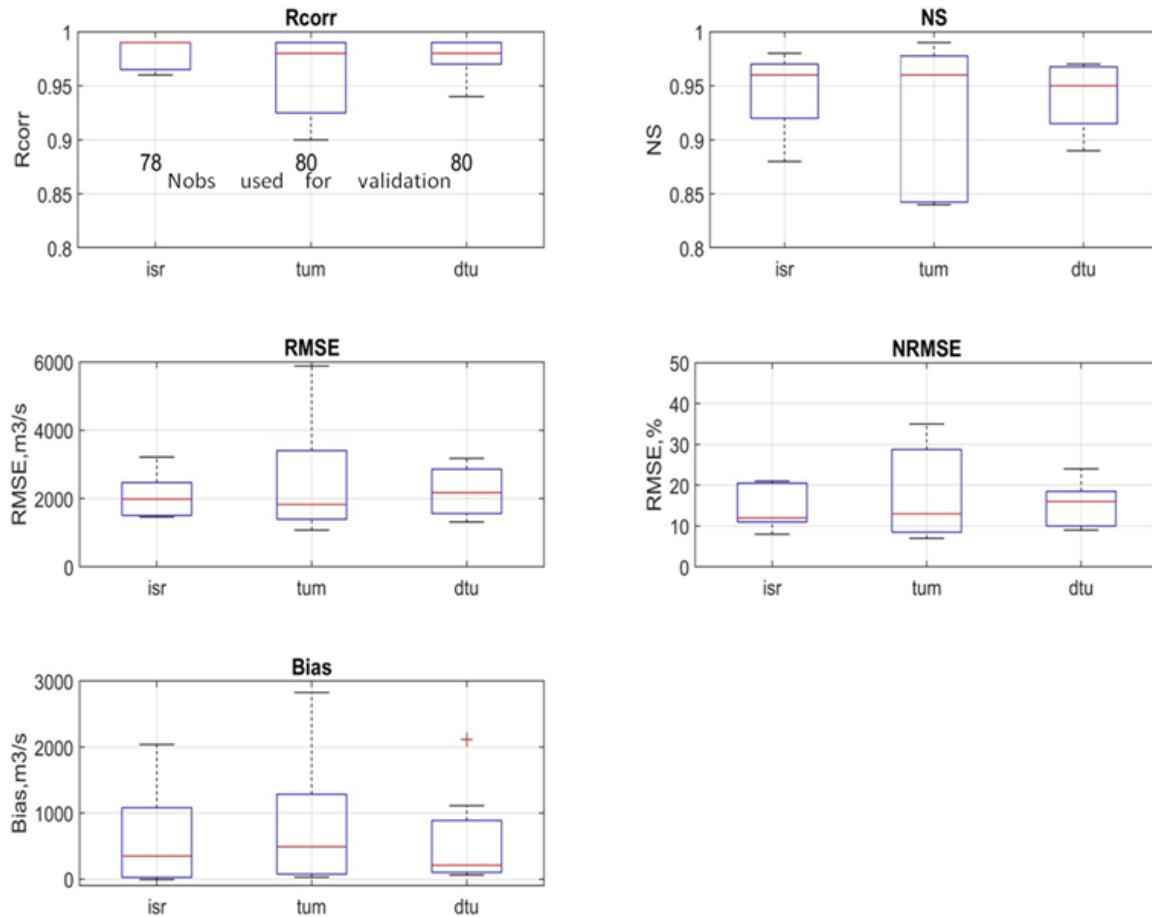 Rcorr
1
0.95
0.9
0.85
0.8
Rcorr
78 80 80
Nobs used for validation
isr tum dtu
NS
1
0.95
0.9
0.85
0.8
NS
isr tum dtu
RMSE
6000
4000
2000
0
RMSE,m3/s
isr tum dtu
NRMSE
50
40
30
20
10
0
RMSE,%
isr tum dtu
Bias
3000
2000
1000
0
Bias,m3/s
isr tum dtu